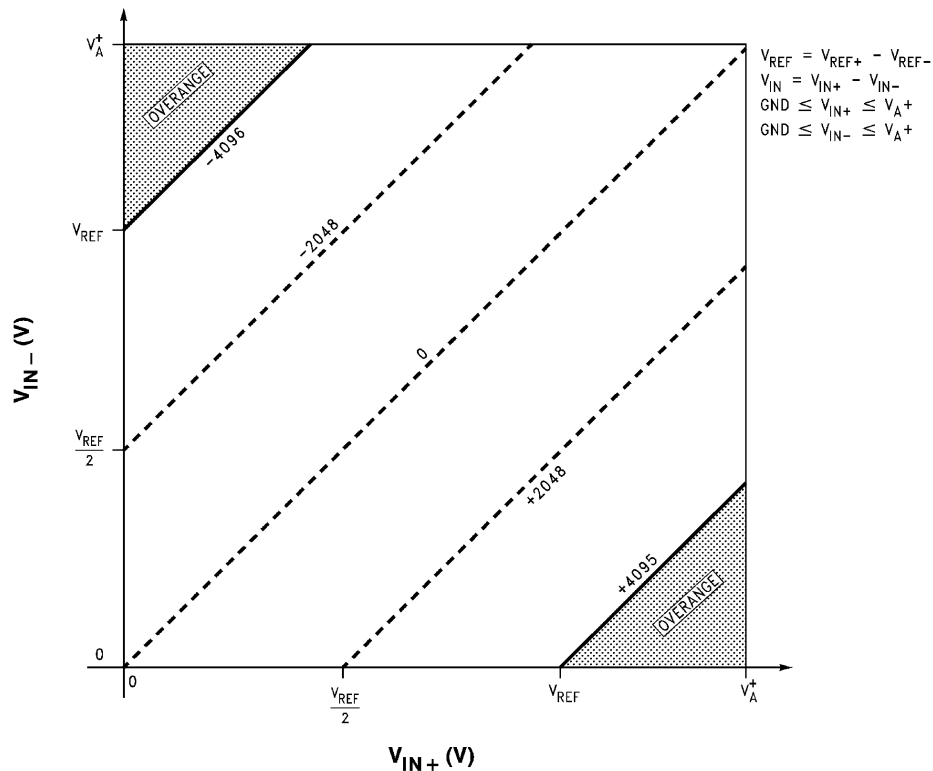 V_A^+
V_REF = V_REF+ - V_REF-
V_IN = V_IN+ - V_IN-
GND ≤ V_IN+ ≤ V_A+
GND ≤ V_IN- ≤ V_A+
OVERANGE
-4096
V_REF
-2048
V_IN- (V)
0
V_REF
2
+2048
+4095
OVERANGE
0
0
V_REF
2
V_REF
V_A^+
V_IN+ (V)